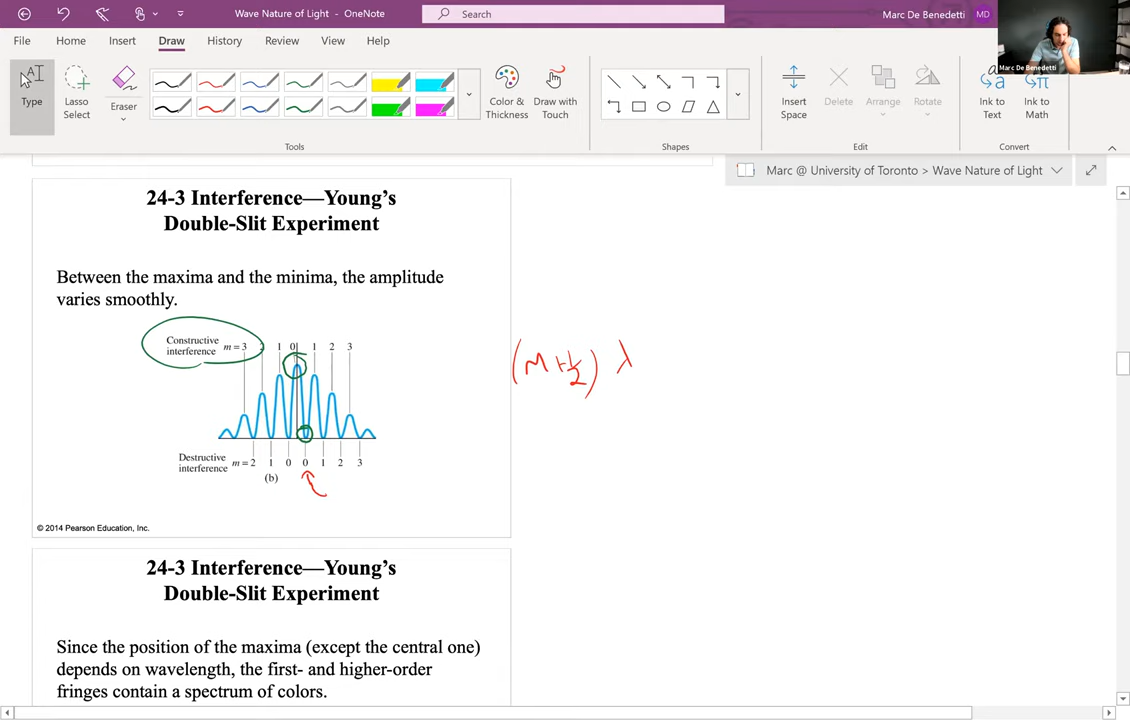 Wave Nature of Light - OneNote
Search
Marc De Benedetti
MD
File
Home
Insert
Draw
History
Review
View
Help
Marc De Benedetti
Type
Lasso
Select
Eraser
Color &
Thickness
Draw with
Touch
Insert
Space
Delete
Arrange
Rotate
Ink to
Text
Ink to
Math
Tools
Shapes
Edit
Convert
Marc @ University of Toronto > Wave Nature of Light
24-3 Interference—Young's
Double-Slit Experiment
Between the maxima and the minima, the amplitude
varies smoothly.
Constructive
interference m = 3 2 1 0 1 2 3
(M + 1/2) λ
Destructive
interference m = 2 1 0 0 1 2 3
(b)
© 2014 Pearson Education, Inc.
24-3 Interference—Young's
Double-Slit Experiment
Since the position of the maxima (except the central one)
depends on wavelength, the first- and higher-order
fringes contain a spectrum of colors.